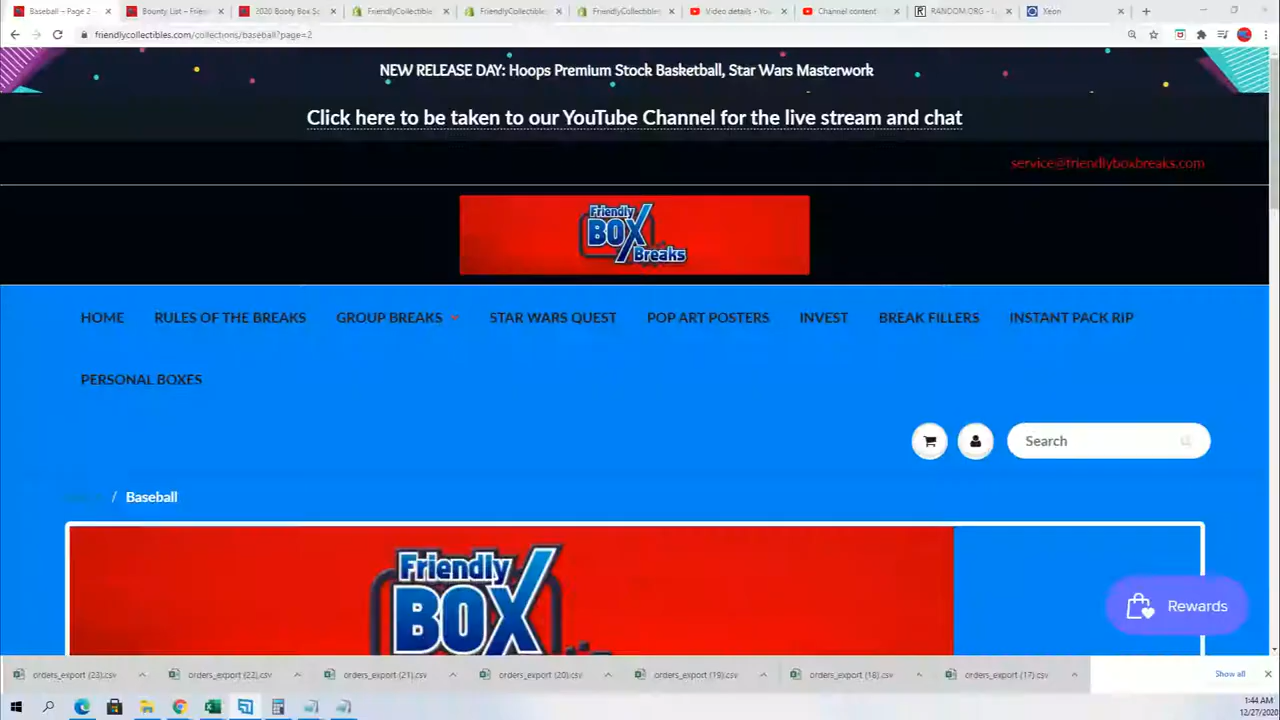 Baseball – Page 2
Bounty List – Frie
2020 Booty Box Sc
FriendlyCollectible
FriendlyCollectible
FriendlyCollectible
Video details - Yo
Channel content
RANDOM.ORG - L
Xeon
friendlycollectibles.com/collections/baseball?page=2
NEW RELEASE DAY: Hoops Premium Stock Basketball, Star Wars Masterwork
Click here to be taken to our YouTube Channel for the live stream and chat
service@friendlyboxbreaks.com
Friendly
BOX
Breaks
HOME RULES OF THE BREAKS GROUP BREAKS STAR WARS QUEST POP ART POSTERS INVEST BREAK FILLERS INSTANT PACK RIP
PERSONAL BOXES
Search
/ Baseball
Friendly
BOX
Rewards
orders_export (23).csv
orders_export (22).csv
orders_export (21).csv
orders_export (20).csv
orders_export (19).csv
orders_export (18).csv
orders_export (17).csv
Show all
1:44 AM
12/27/2020